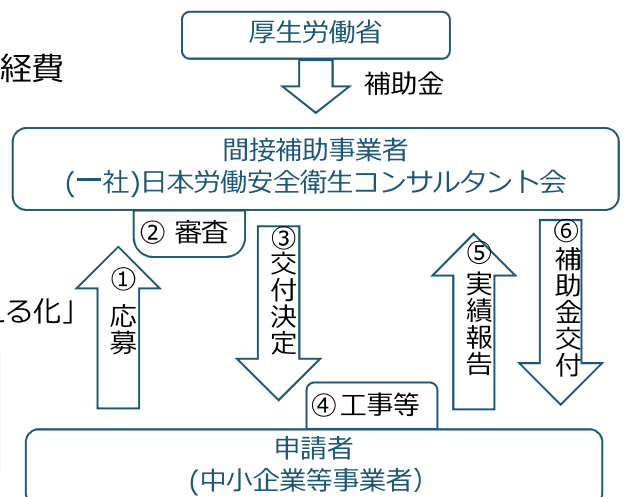 厚生労働省
経費
補助金
間接補助事業者
(一社)日本労働安全衛生コンサルタント会
② 審査
① 応募
③ 交付決定
⑤ 実績報告
⑥ 補助金交付
える化」
④ 工事等
申請者
(中小企業等事業者）